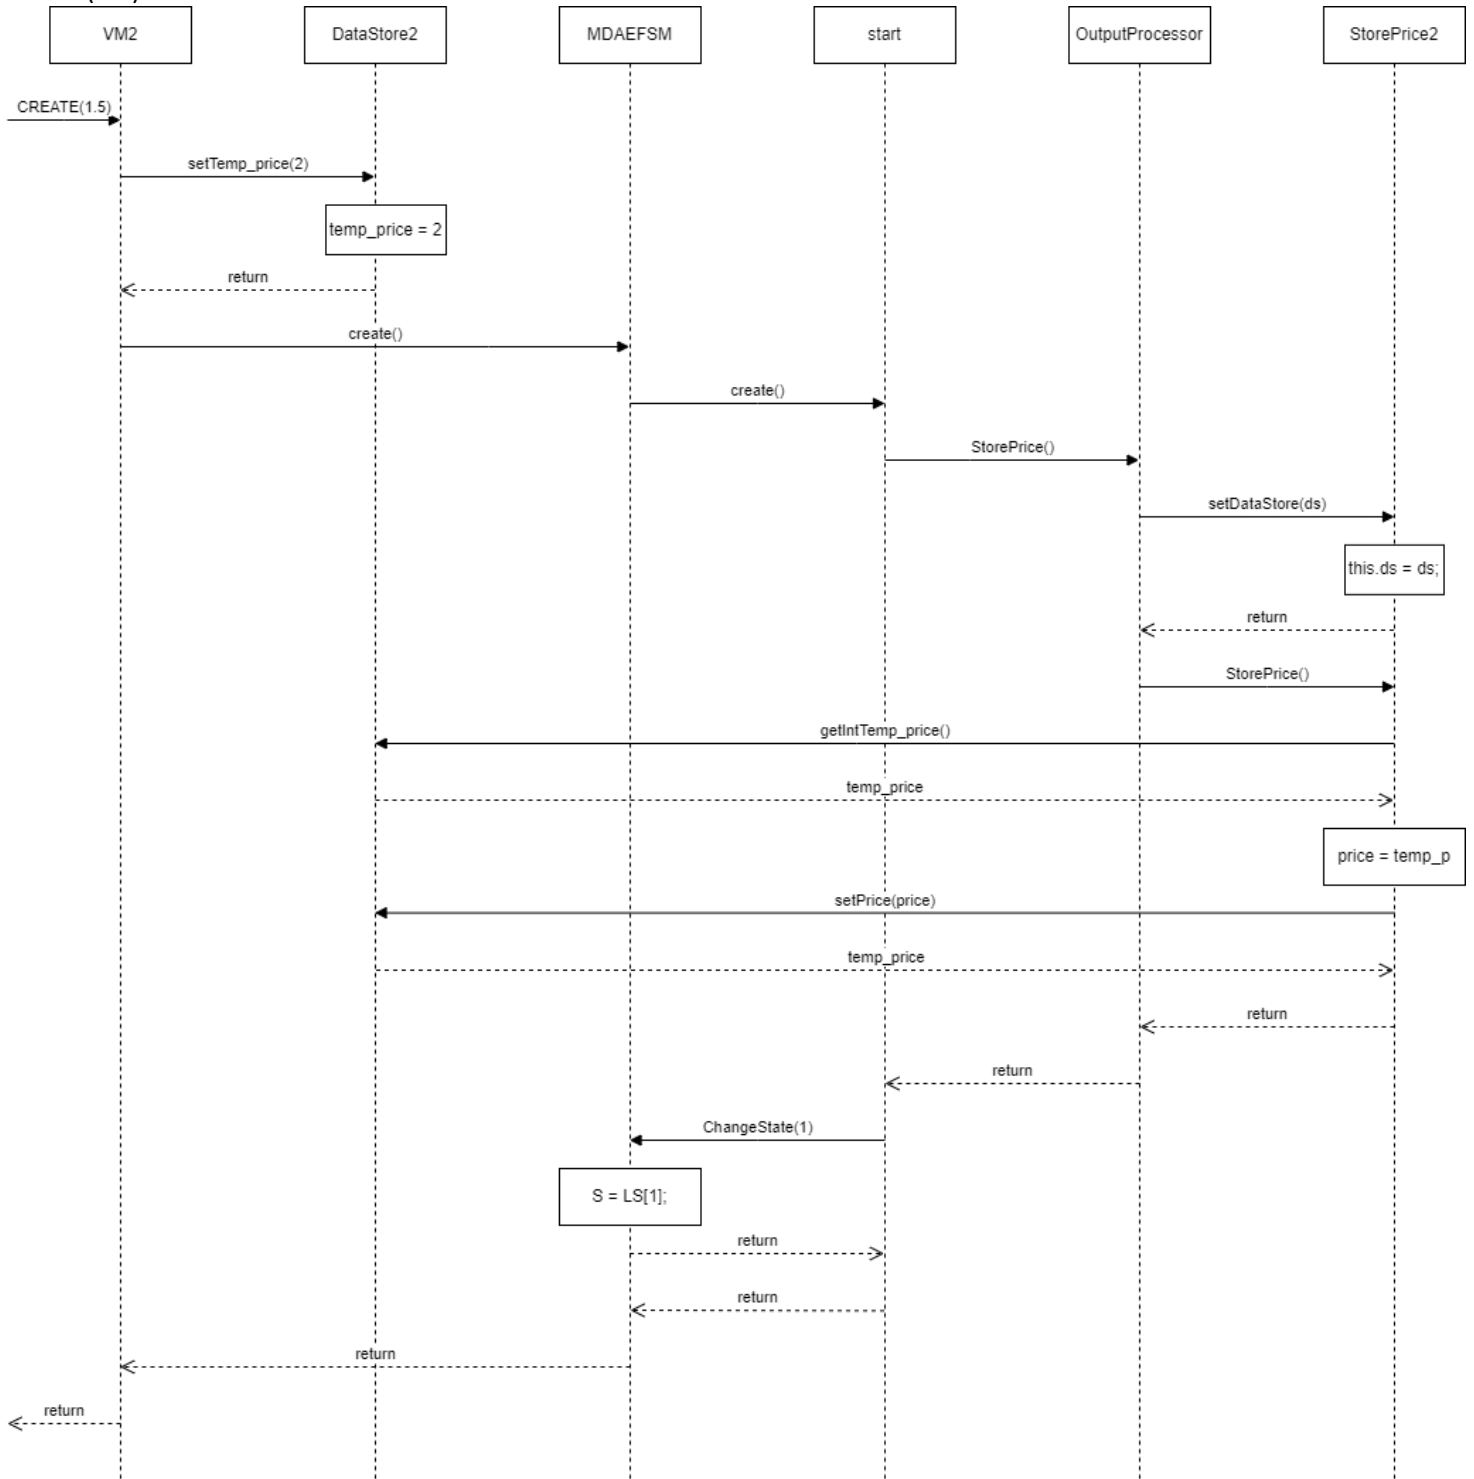 VM2
DataStore2
MDAEFSM
start
OutputProcessor
StorePrice2
CREATE(1.5)
setTemp_price(2)
temp_price = 2
return
create()
create()
StorePrice()
setDataStore(ds)
this.ds = ds;
return
StorePrice()
getIntTemp_price()
temp_price
price = temp_p
setPrice(price)
temp_price
return
return
ChangeState(1)
S = LS[1];
return
return
return
return